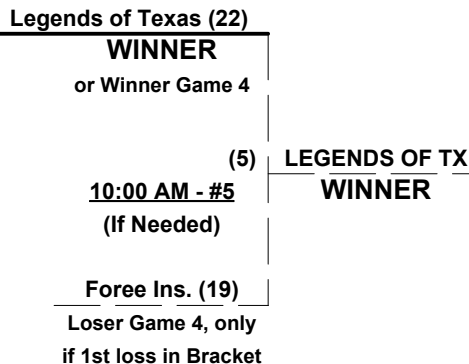 Legends of Texas (22)
WINNER
or Winner Game 4
(5) LEGENDS OF TX
10:00 AM - #5 WINNER
(If Needed)
Foree Ins. (19)
Loser Game 4, only
if 1st loss in Bracket